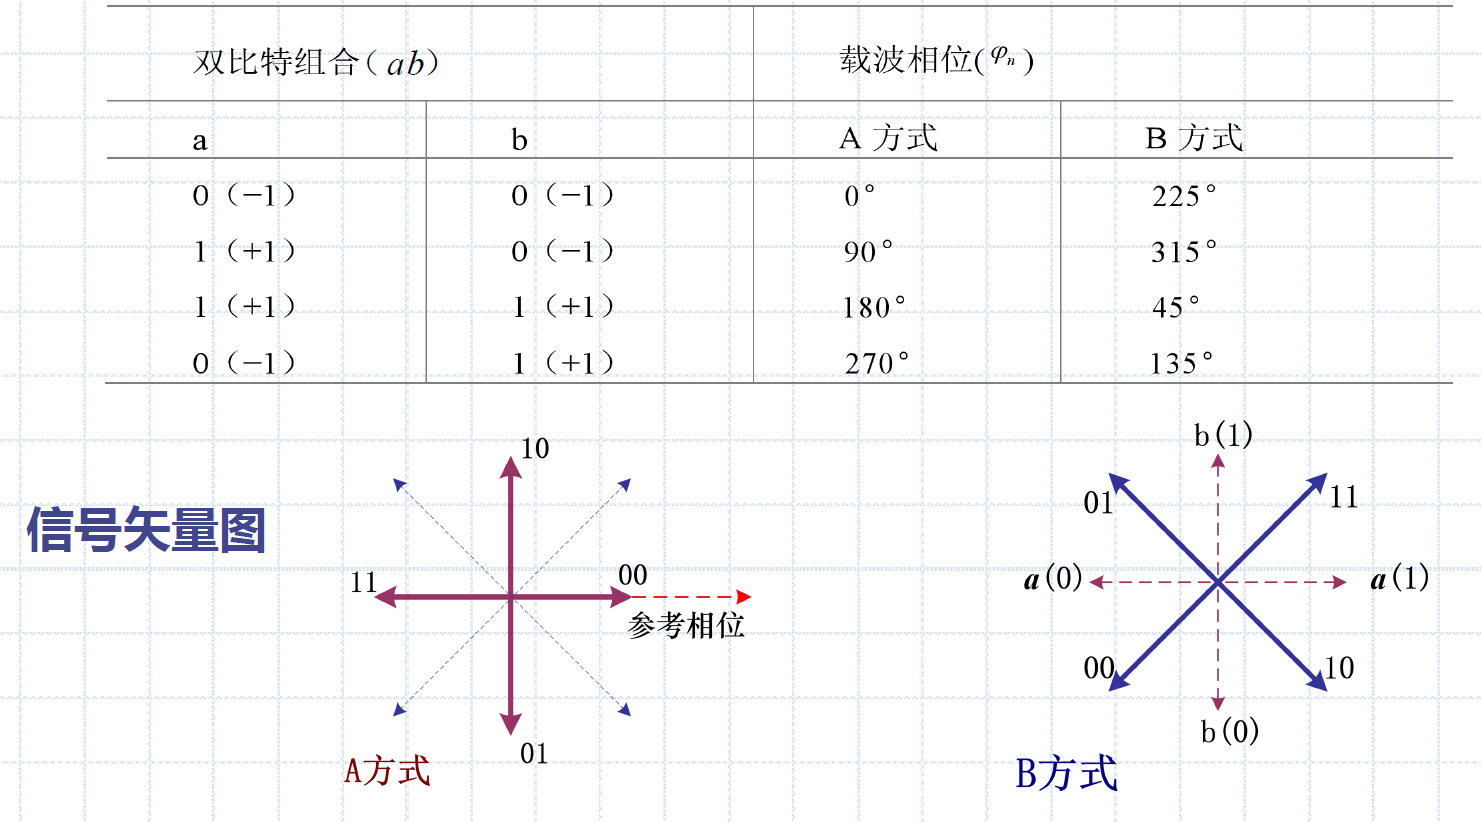 双比特组合(ab)
载波相位(φn)
a
b
A 方式
B 方式
0 (−1)
0 (−1)
0°
225°
1 (+1)
0 (−1)
90°
315°
1 (+1)
1 (+1)
180°
45°
0 (−1)
1 (+1)
270°
135°
信号矢量图
10
11
00
参考相位
01
A方式
b(1)
01
11
a(0)
a(1)
00
10
b(0)
B方式